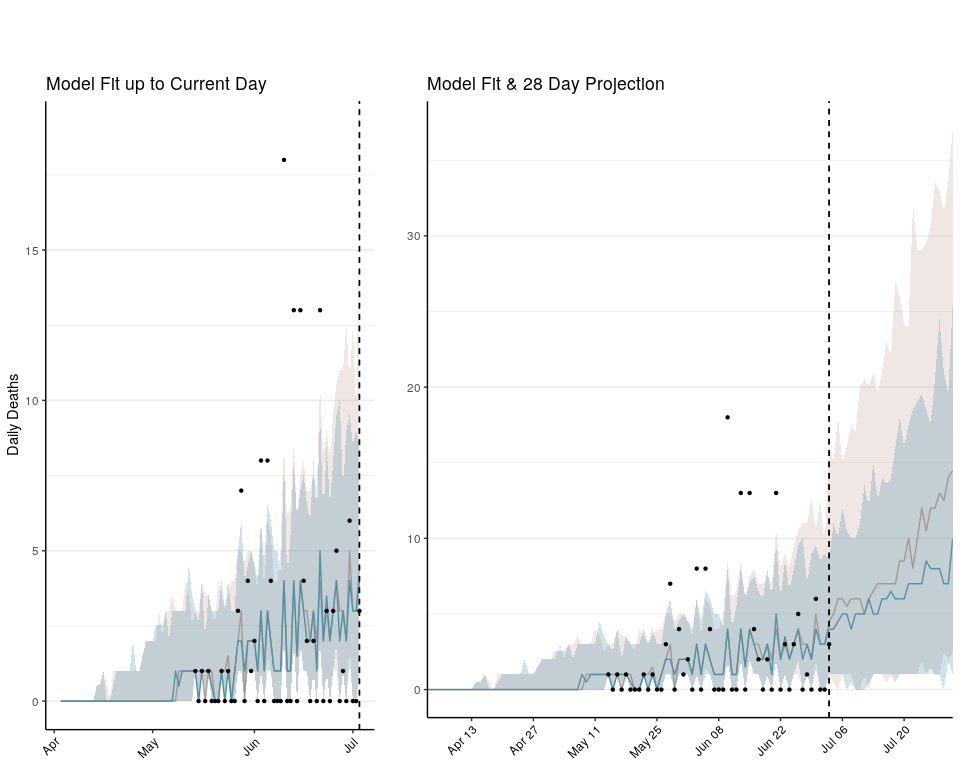 Model Fit up to Current Day
Model Fit & 28 Day Projection
Daily Deaths
15
10
5
0
Apr
May
Jun
Jul
30
20
10
0
Apr 13
Apr 27
May 11
May 25
Jun 08
Jun 22
Jul 06
Jul 20